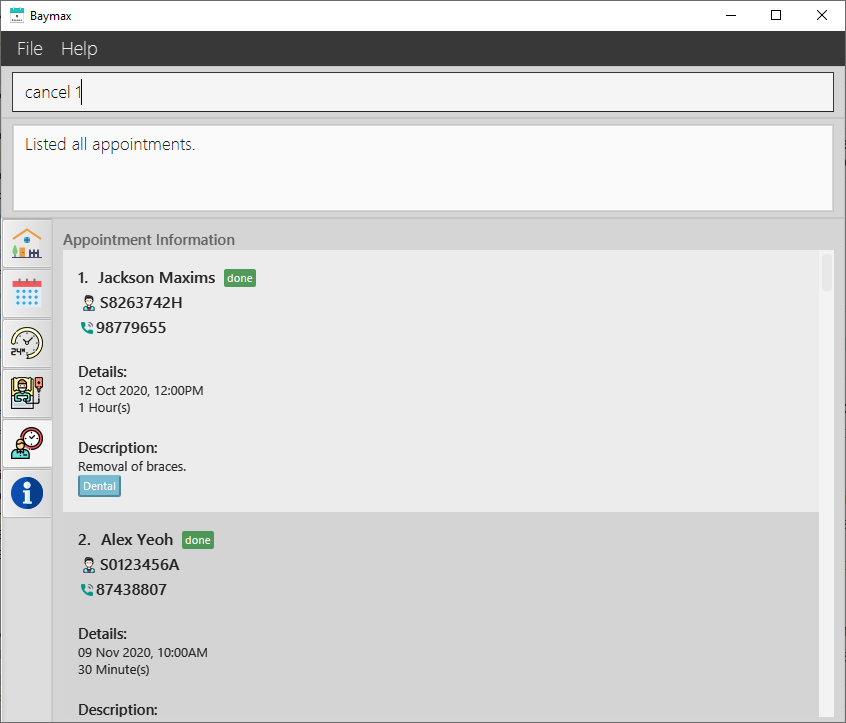 Baymax
File Help
cancel 1
Listed all appointments.
24H
Appointment Information
1. Jackson Maxims done
S8263742H
98779655
Details:
12 Oct 2020, 12:00PM
1 Hour(s)
Description:
Removal of braces.
Dental
2. Alex Yeoh done
S0123456A
87438807
Details:
09 Nov 2020, 10:00AM
30 Minute(s)
Description: